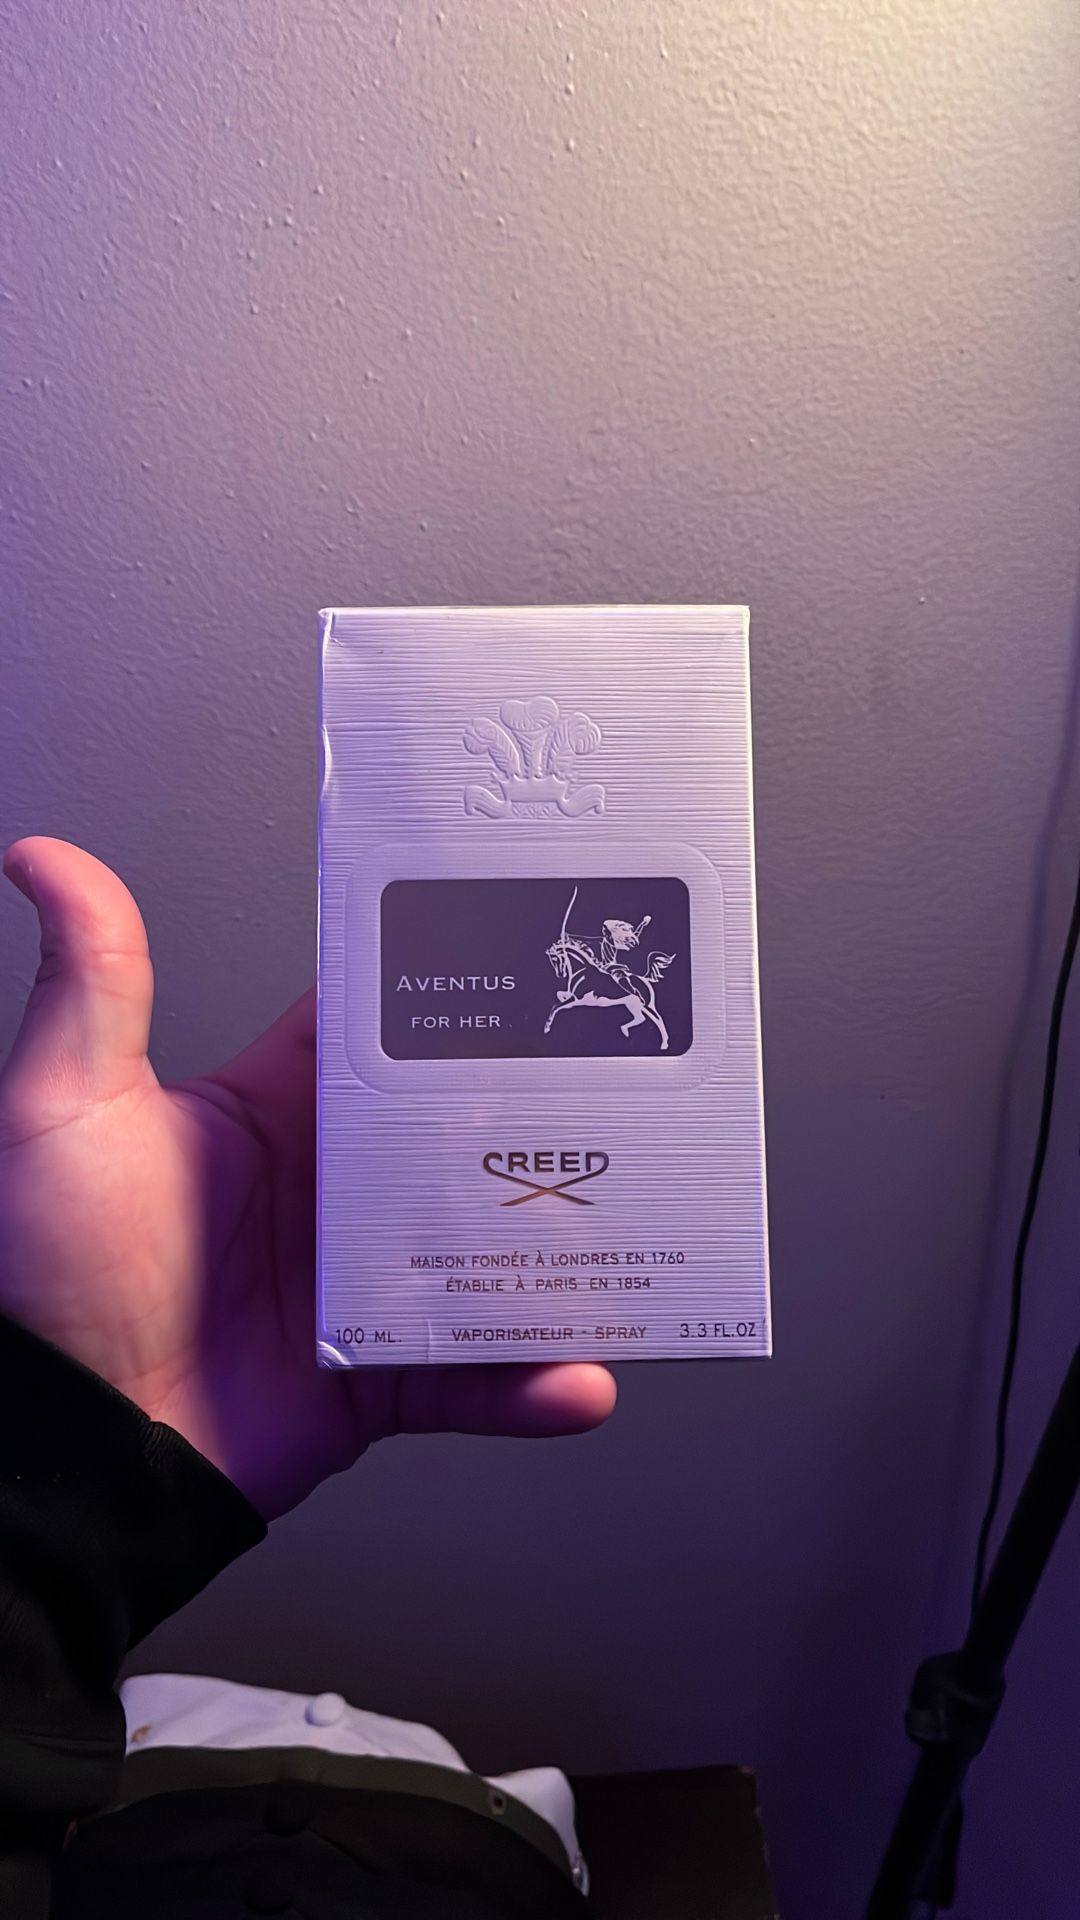 AVENTUS
FOR HER
CREED
MAISON FONDÉE À LONDRES EN 1760
ÉTABLIE À PARIS EN 1854
100 ML. VAPORISATEUR - SPRAY 3.3 FL.OZ